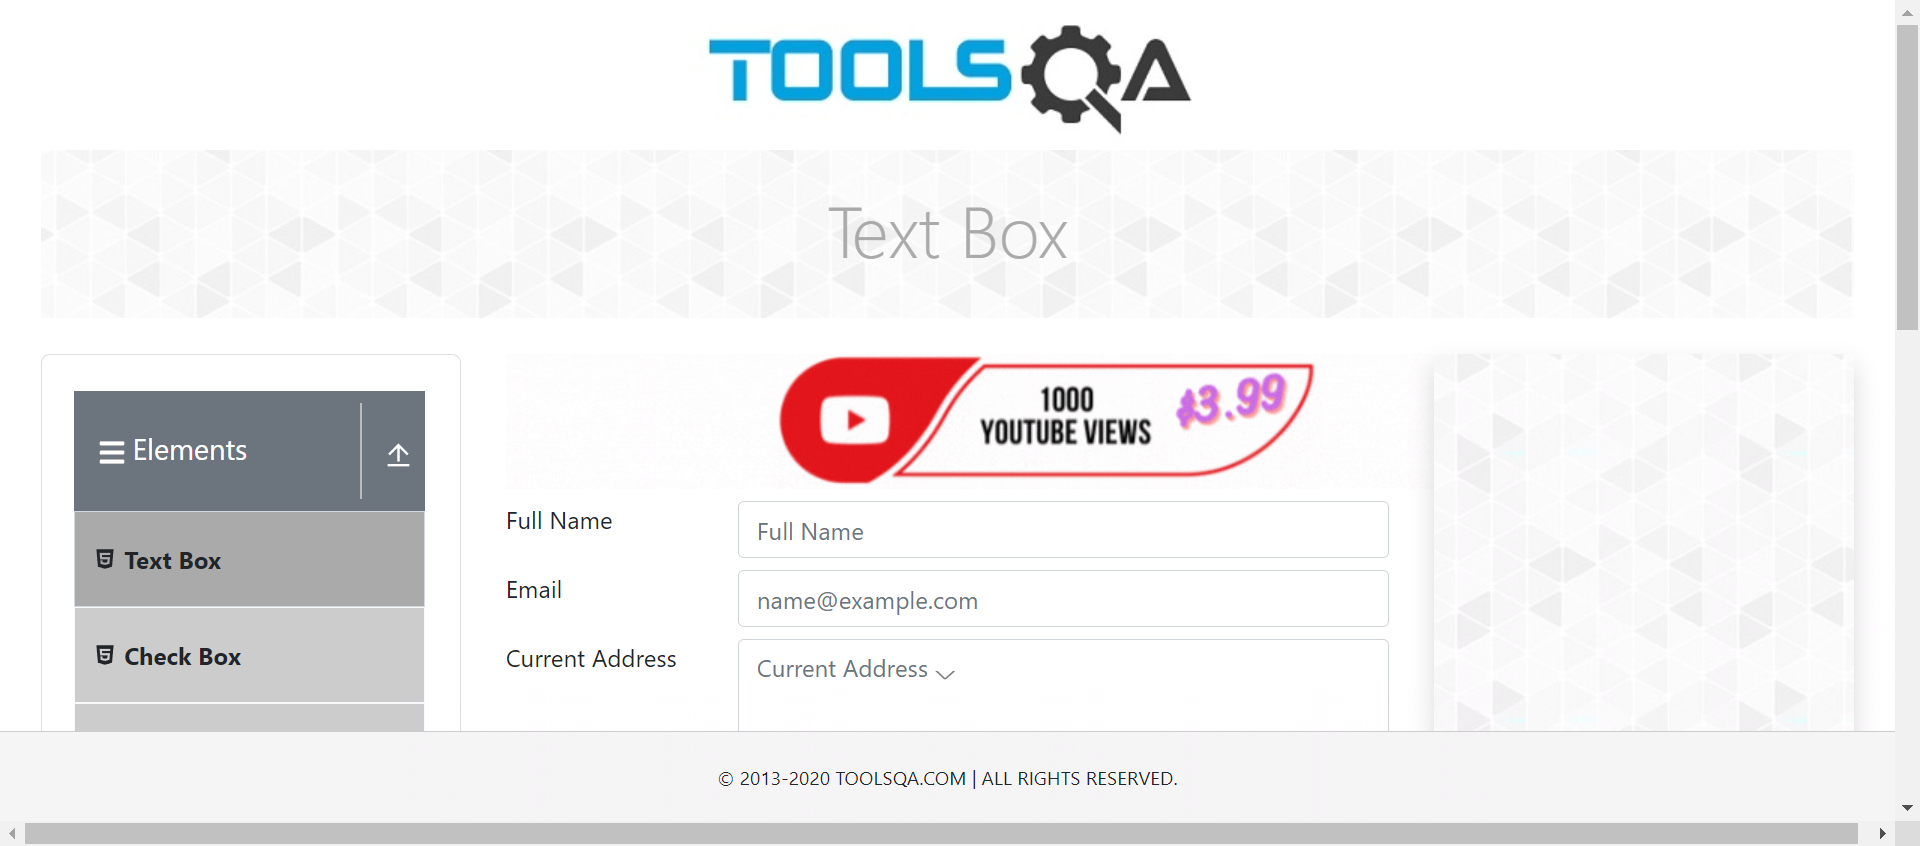 TOOLSQA
Text Box
Elements
Text Box
Check Box
1000
YOUTUBE VIEWS
$3.99
Full Name
Full Name
Email
name@example.com
Current Address
Current Address
© 2013-2020 TOOLSQA.COM | ALL RIGHTS RESERVED.